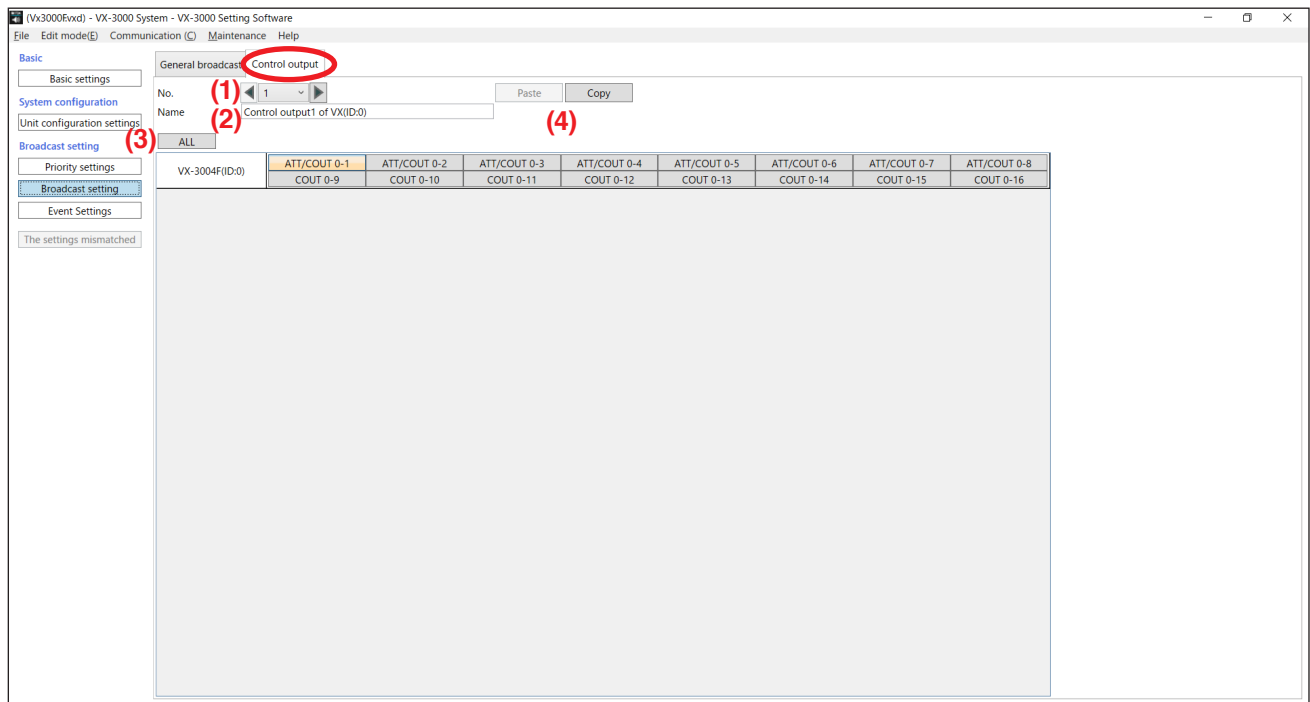 (Vx3000Fvxd) - VX-3000 System - VX-3000 Setting Software
File Edit mode(E) Communication (C) Maintenance Help
Basic
Basic settings
System configuration
Unit configuration settings
Broadcast setting
Priority settings
Broadcast setting
Event Settings
The settings mismatched
General broadcast Control output
No. (1) 1 Paste Copy
Name (2) Control output1 of VX(ID:0) (4)
(3) ALL
VX-3004F(ID:0)
ATT/COUT 0-1 ATT/COUT 0-2 ATT/COUT 0-3 ATT/COUT 0-4 ATT/COUT 0-5 ATT/COUT 0-6 ATT/COUT 0-7 ATT/COUT 0-8
COUT 0-9 COUT 0-10 COUT 0-11 COUT 0-12 COUT 0-13 COUT 0-14 COUT 0-15 COUT 0-16